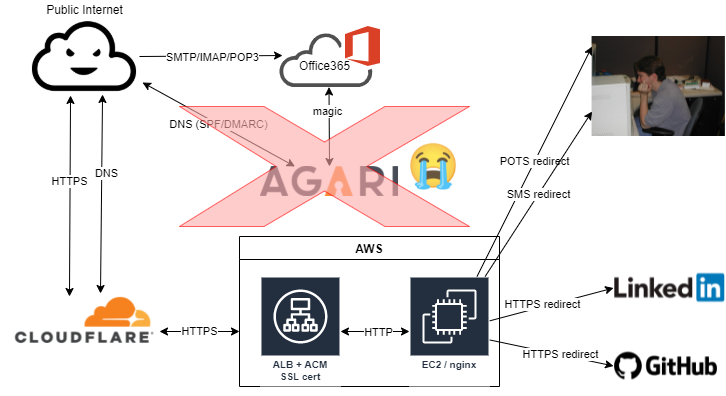 Public Internet
SMTP/IMAP/POP3
Office365
magic
DNS (SPF/DMARC)
AGARI
HTTPS
DNS
POTS redirect
SMS redirect
AWS
CLOUDFLARE
HTTPS
ALB + ACM
SSL cert
HTTP
EC2 / nginx
HTTPS redirect
Linked in
HTTPS redirect
GitHub